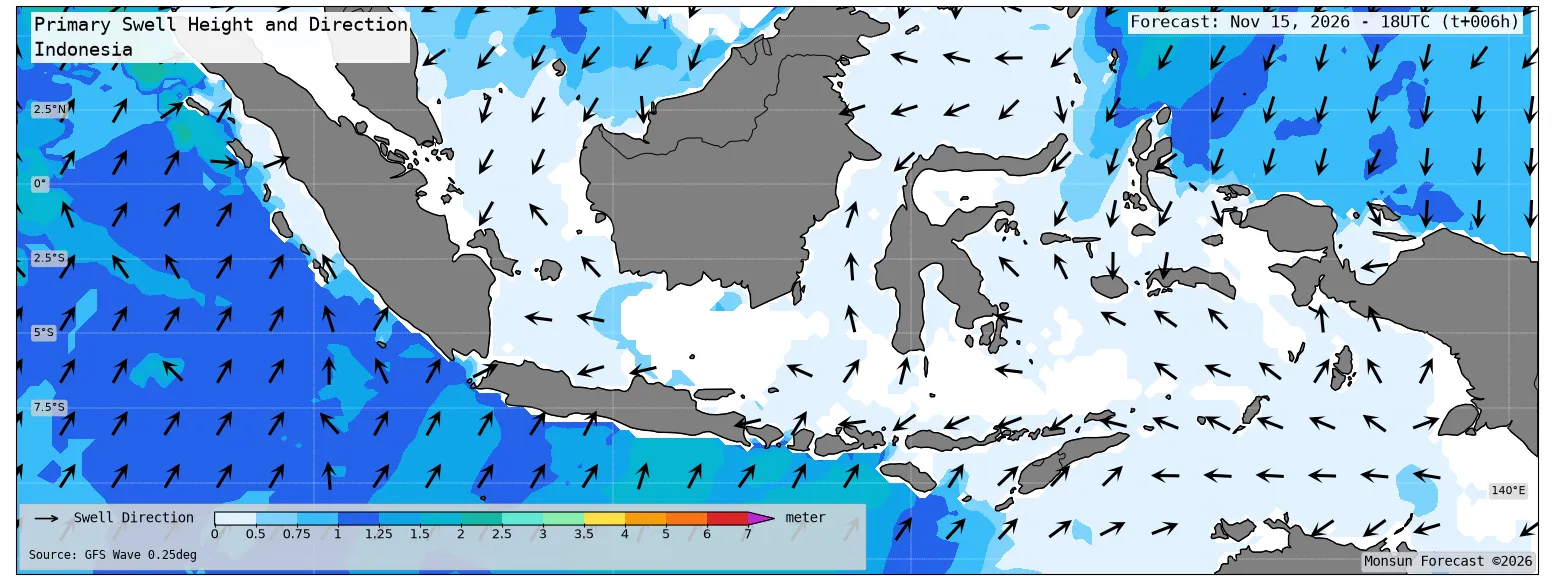 Primary Swell Height and Direction
Indonesia
Forecast: Nov 15, 2026 - 18UTC (t+006h)
2.5°N
0°
2.5°S
5°S
7.5°S
140°E
Swell Direction
meter
0 0.5 0.75 1 1.25 1.5 2 2.5 3 3.5 4 5 6 7
Source: GFS Wave 0.25deg
Monsun Forecast ©2026